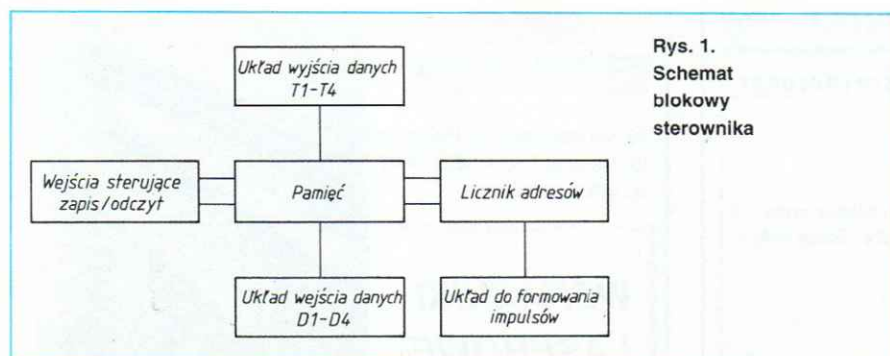 Układ wyjścia danych
T1-T4
Rys. 1.
Schemat
blokowy
sterownika
Wejścia sterujące
zapis/odczyt
Pamięć
Licznik adresów
Układ wejścia danych
D1-D4
Układ do formowania
impulsów